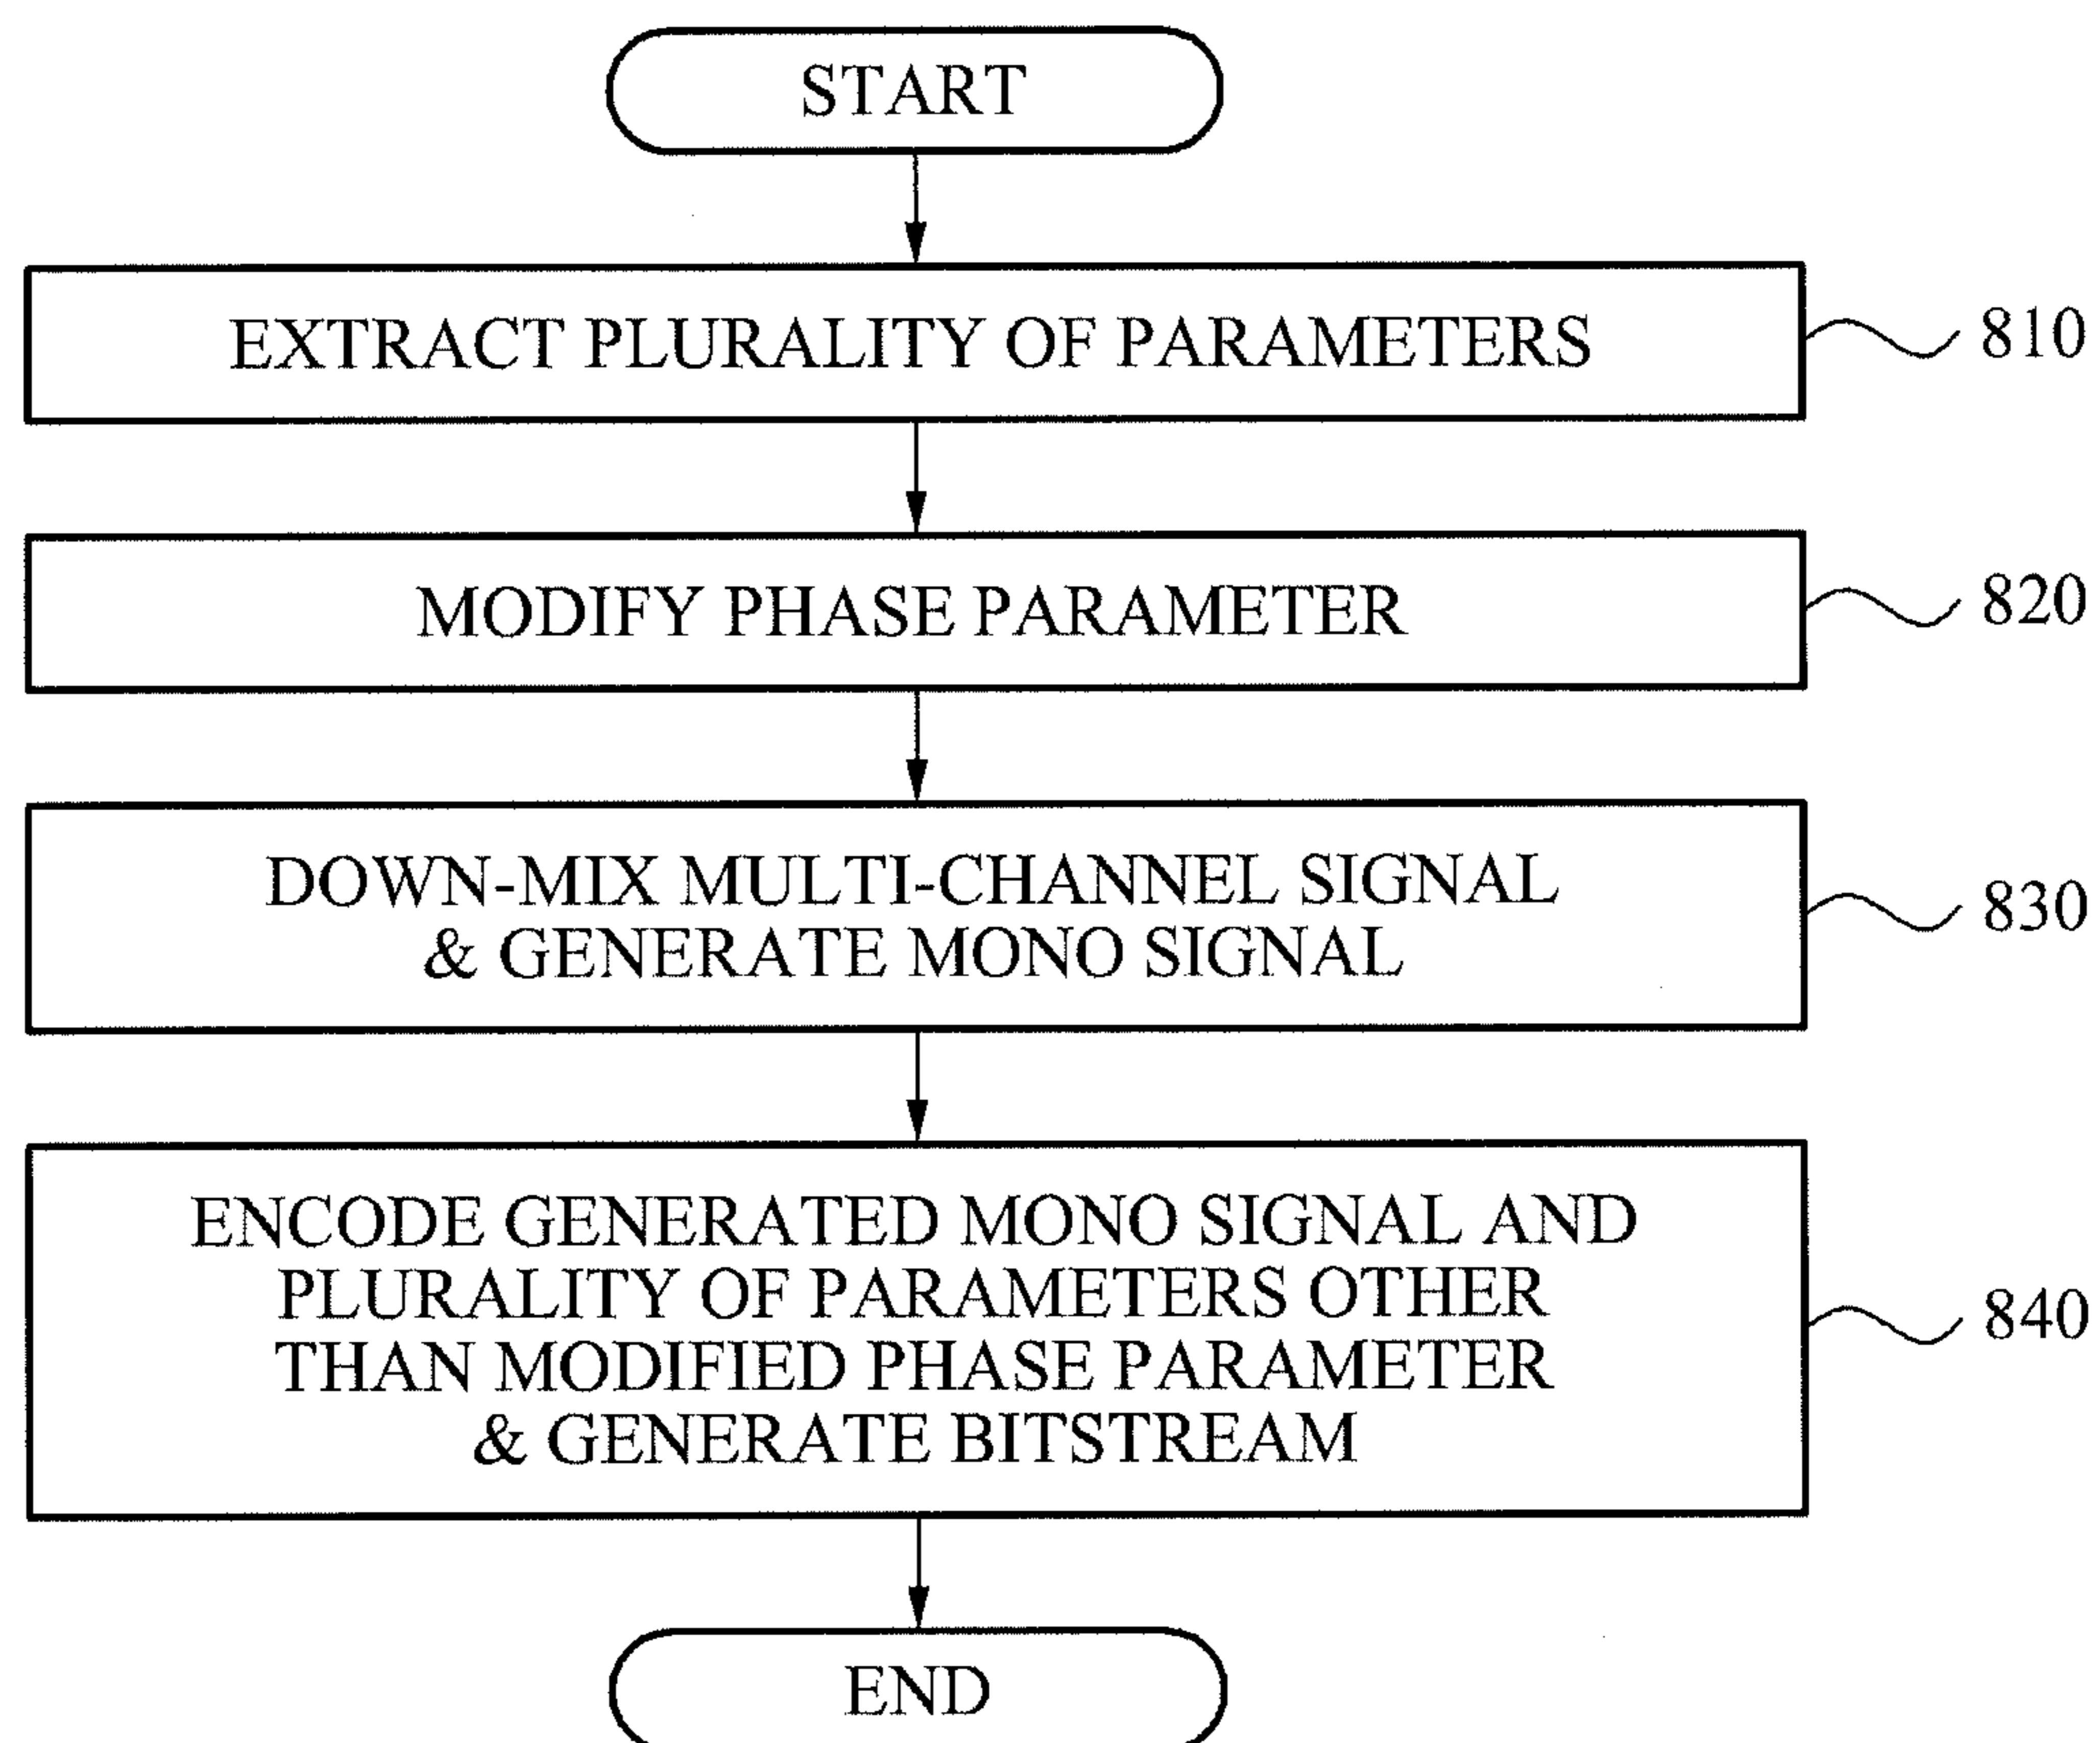 START
EXTRACT PLURALITY OF PARAMETERS
810
MODIFY PHASE PARAMETER
820
DOWN-MIX MULTI-CHANNEL SIGNAL
& GENERATE MONO SIGNAL
830
ENCODE GENERATED MONO SIGNAL AND
PLURALITY OF PARAMETERS OTHER
THAN MODIFIED PHASE PARAMETER
& GENERATE BITSTREAM
840
END